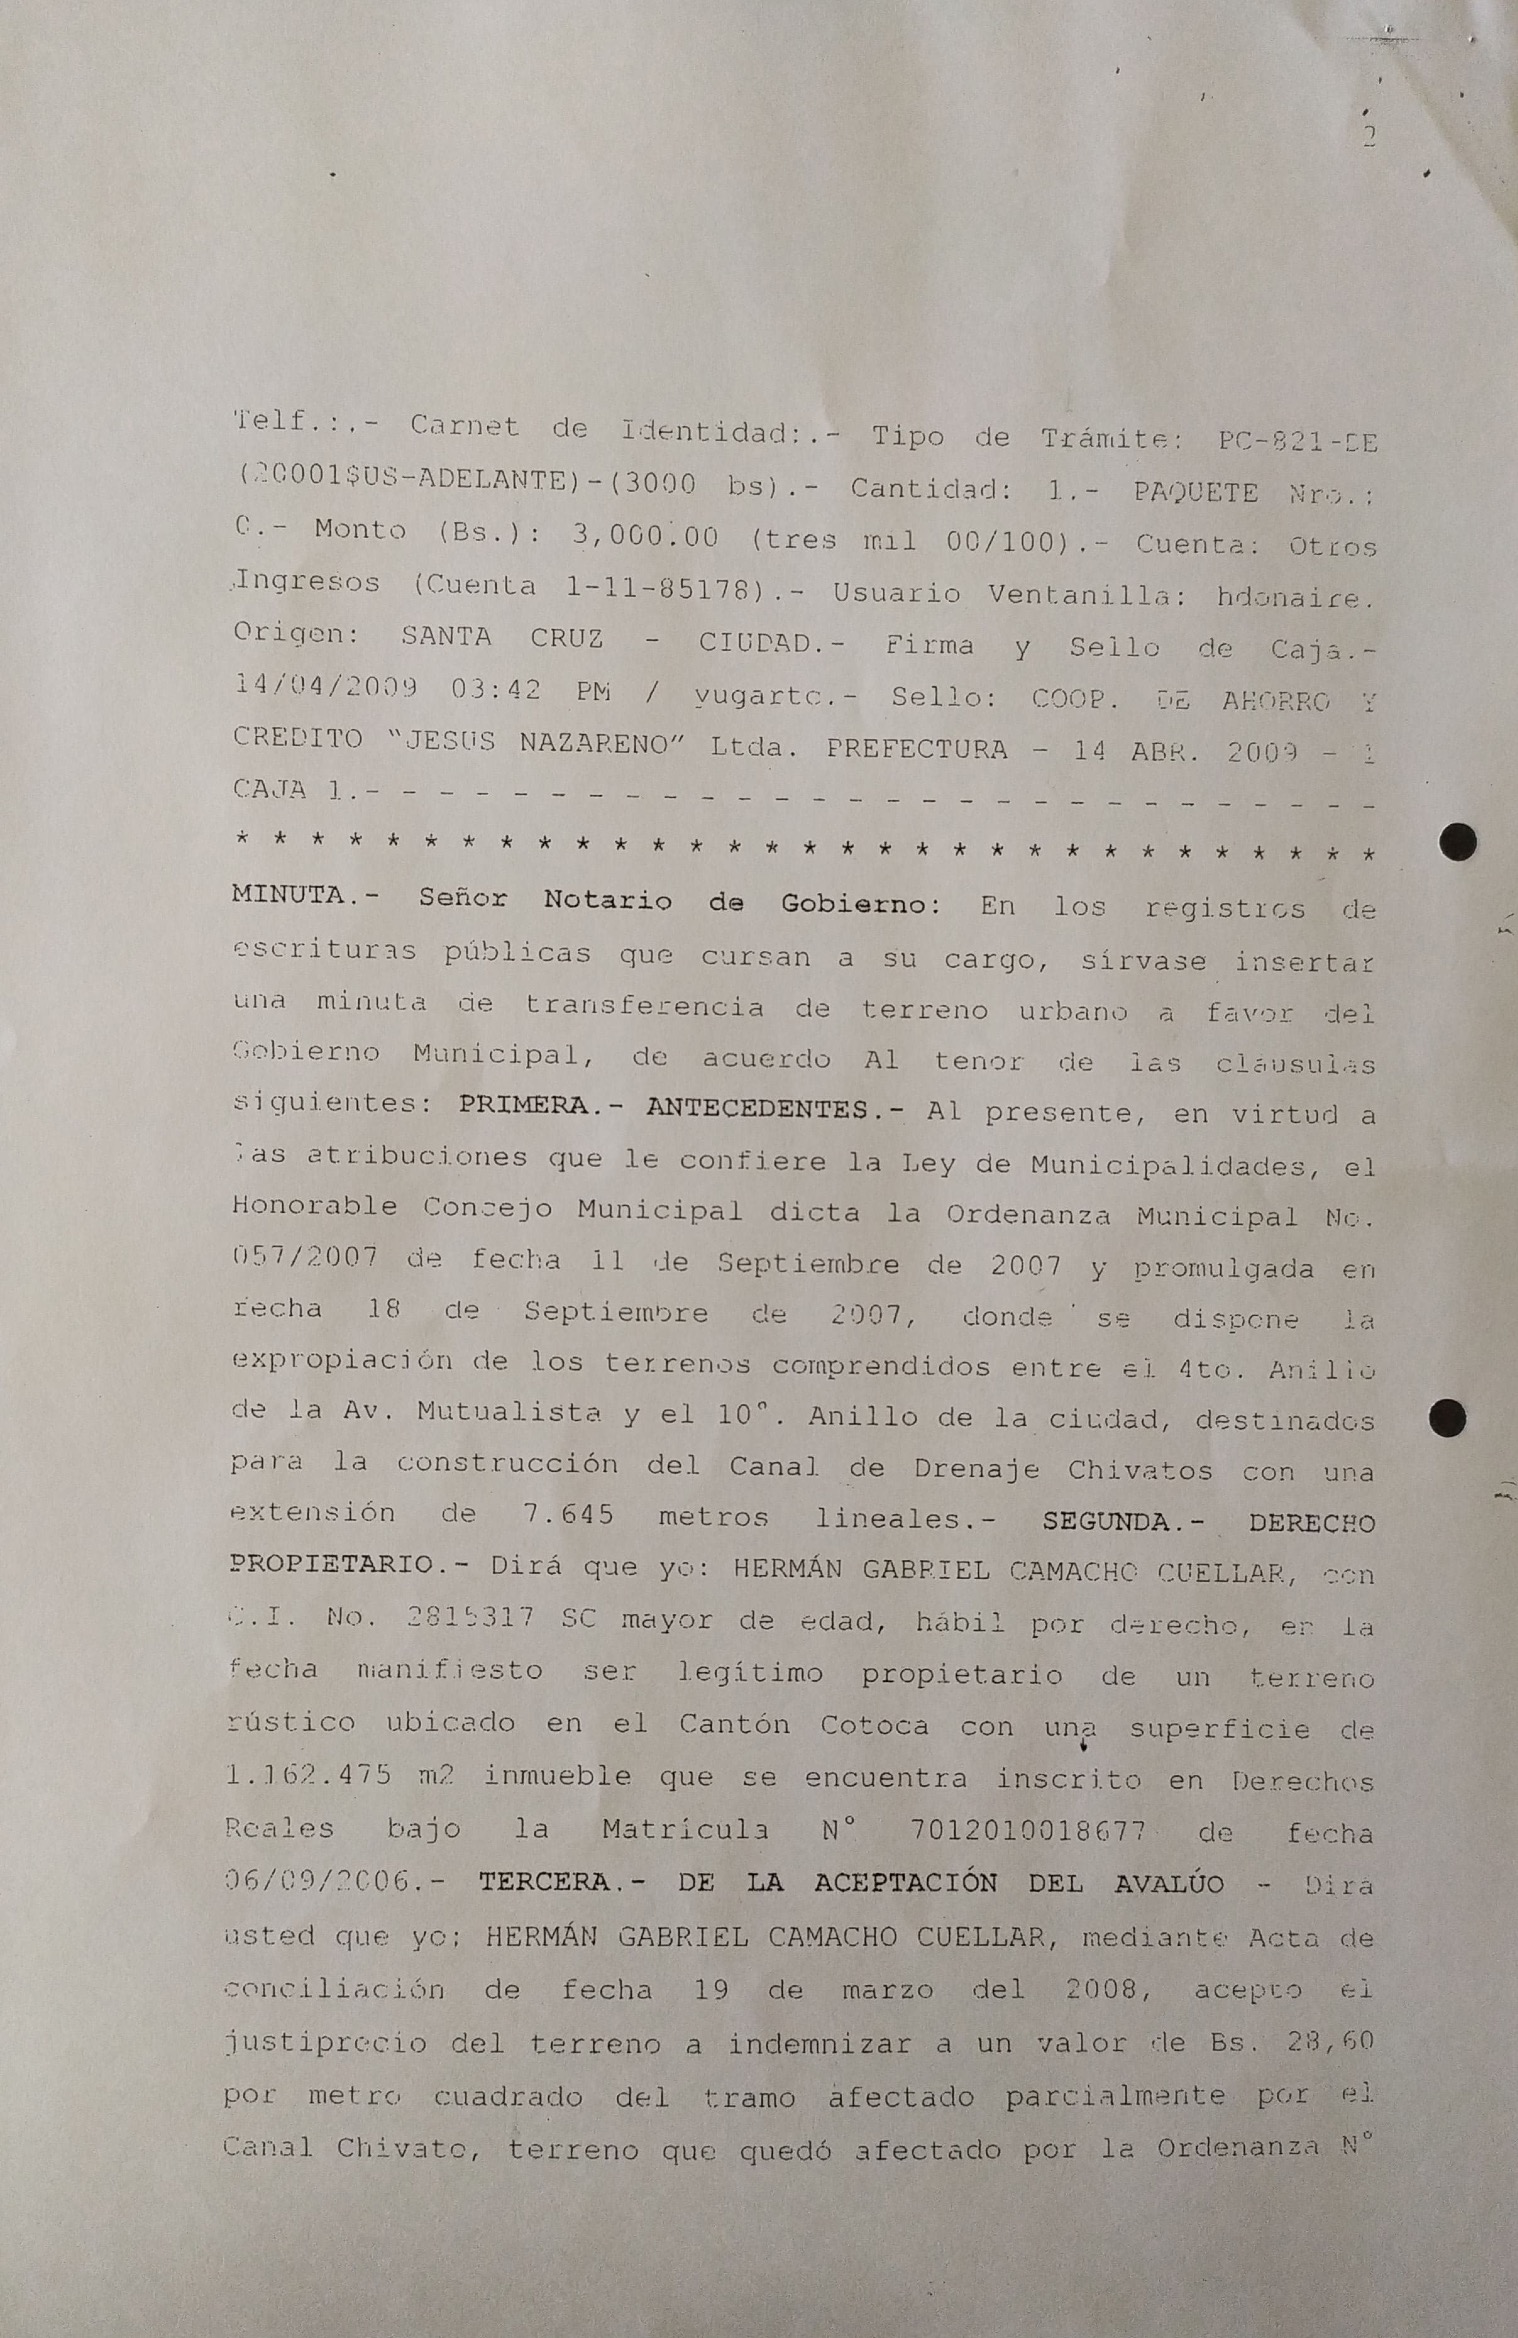 2
Telf.:.- Carnet de Identidad:.- Tipo de Trámite: PC-821-DE
(20001$US-ADELANTE)-(3000 bs).- Cantidad: 1.- PAQUETE Nro.:
0.- Monto (Bs.): 3,000.00 (tres mil 00/100).- Cuenta: Otros
Ingresos (Cuenta 1-11-85178).- Usuario Ventanilla: hdonaire.
Origen: SANTA CRUZ - CIUDAD.- Firma y Sello de Caja.-
14/04/2009 03:42 PM / yugarto.- Sello: COOP. DE AHORRO Y
CREDITO "JESUS NAZARENO" Ltda. PREFECTURA - 14 ABR. 2009 - 1
CAJA 1.- - - - - - - - - - - - - - - - - - - - - - - - - - - -
* * * * * * * * * * * * * * * * * * * * * * * * * * * * * * *
MINUTA.- Señor Notario de Gobierno: En los registros de
escrituras públicas que cursan a su cargo, sírvase insertar
una minuta de transferencia de terreno urbano a favor del
Gobierno Municipal, de acuerdo Al tenor de las cláusulas
siguientes: PRIMERA.- ANTECEDENTES.- Al presente, en virtud a
las atribuciones que le confiere la Ley de Municipalidades, el
Honorable Concejo Municipal dicta la Ordenanza Municipal No.
057/2007 de fecha 11 de Septiembre de 2007 y promulgada en
fecha 18 de Septiembre de 2007, donde se dispone la
expropiación de los terrenos comprendidos entre el 4to. Anillo
de la Av. Mutualista y el 10°. Anillo de la ciudad, destinados
para la construcción del Canal de Drenaje Chivatos con una
extensión de 7.645 metros lineales.- SEGUNDA.- DERECHO
PROPIETARIO.- Dirá que yo: HERMÁN GABRIEL CAMACHO CUELLAR, con
C.I. No. 2815317 SC mayor de edad, hábil por derecho, en la
fecha manifiesto ser legítimo propietario de un terreno
rústico ubicado en el Cantón Cotoca con una superficie de
1.162.475 m2 inmueble que se encuentra inscrito en Derechos
Reales bajo la Matrícula N° 7012010018677 de fecha
06/09/2006.- TERCERA.- DE LA ACEPTACIÓN DEL AVALÚO - Dirá
usted que yo; HERMÁN GABRIEL CAMACHO CUELLAR, mediante Acta de
conciliación de fecha 19 de marzo del 2008, acepto el
justiprecio del terreno a indemnizar a un valor de Bs. 28,60
por metro cuadrado del tramo afectado parcialmente por el
Canal Chivato, terreno que quedó afectado por la Ordenanza N°